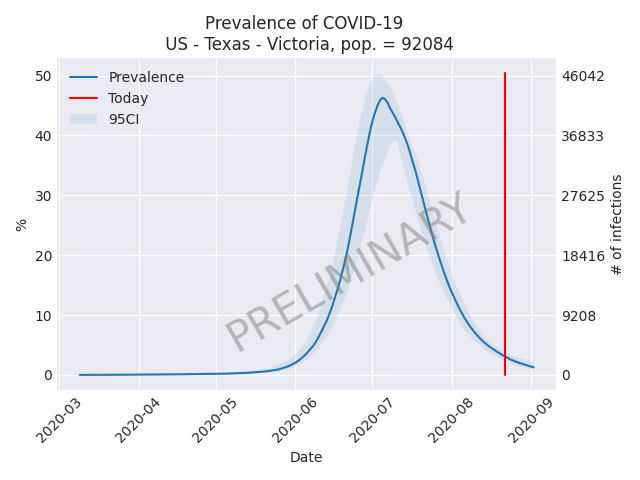 Prevalence of COVID-19
US - Texas - Victoria, pop. = 92084
Prevalence
Today
95CI
50
40
30
20
10
0
%
46042
36833
27625
18416
9208
0
# of infections
PRELIMINARY
2020-03
2020-04
2020-05
2020-06
2020-07
2020-08
2020-09
Date